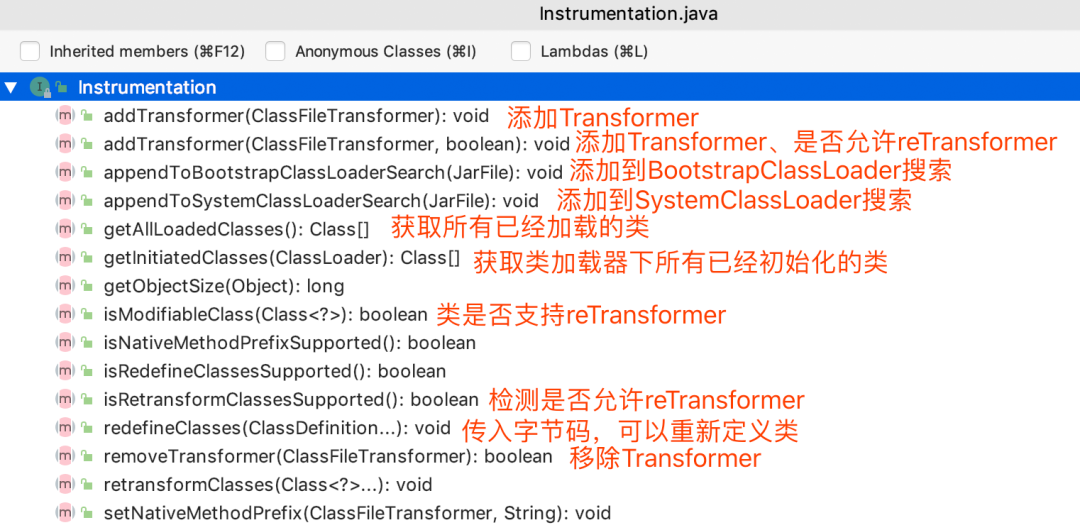 Instrumentation.java
Inherited members (⌘F12) Anonymous Classes (⌘I) Lambdas (⌘L)
Instrumentation
addTransformer(ClassFileTransformer): void 添加Transformer
addTransformer(ClassFileTransformer, boolean): void 添加Transformer、是否允许reTransformer
appendToBootstrapClassLoaderSearch(JarFile): void 添加到BootstrapClassLoader搜索
appendToSystemClassLoaderSearch(JarFile): void 添加到SystemClassLoader搜索
getAllLoadedClasses(): Class[] 获取所有已经加载的类
getInitiatedClasses(ClassLoader): Class[] 获取类加载器下所有已经初始化的类
getObjectSize(Object): long
isModifiableClass(Class<?>): boolean 类是否支持reTransformer
isNativeMethodPrefixSupported(): boolean
isRedefineClassesSupported(): boolean
isRetransformClassesSupported(): boolean 检测是否允许reTransformer
redefineClasses(ClassDefinition...): void 传入字节码，可以重新定义类
removeTransformer(ClassFileTransformer): boolean 移除Transformer
retransformClasses(Class<?>...): void
setNativeMethodPrefix(ClassFileTransformer, String): void